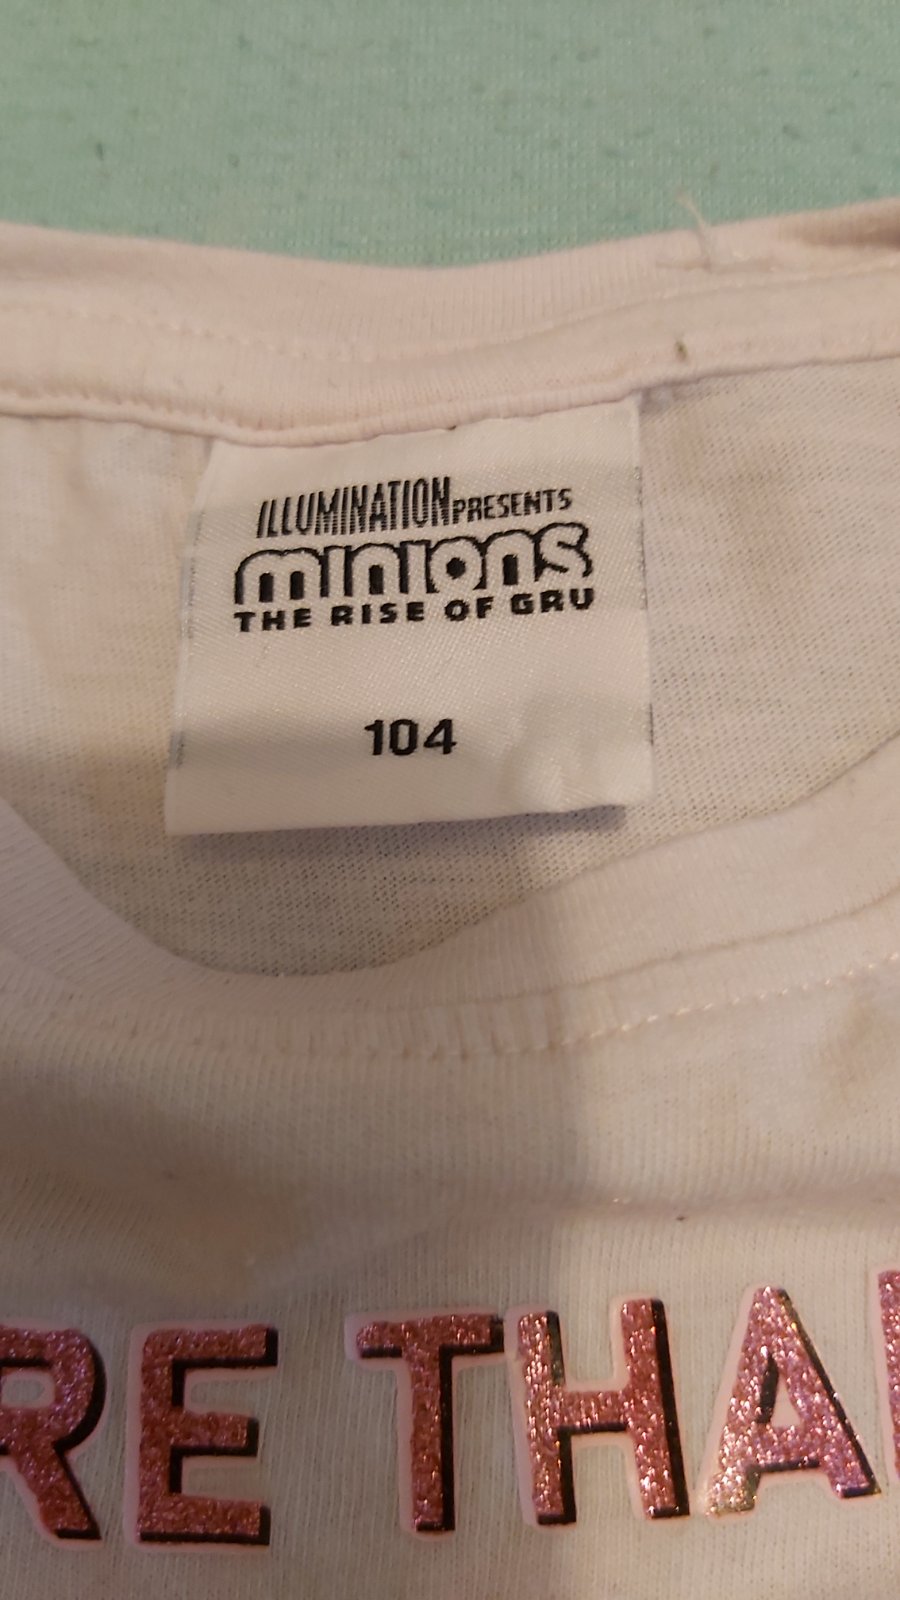 ILLUMINATION PRESENTS
minions
THE RISE OF GRU
104
RE THA